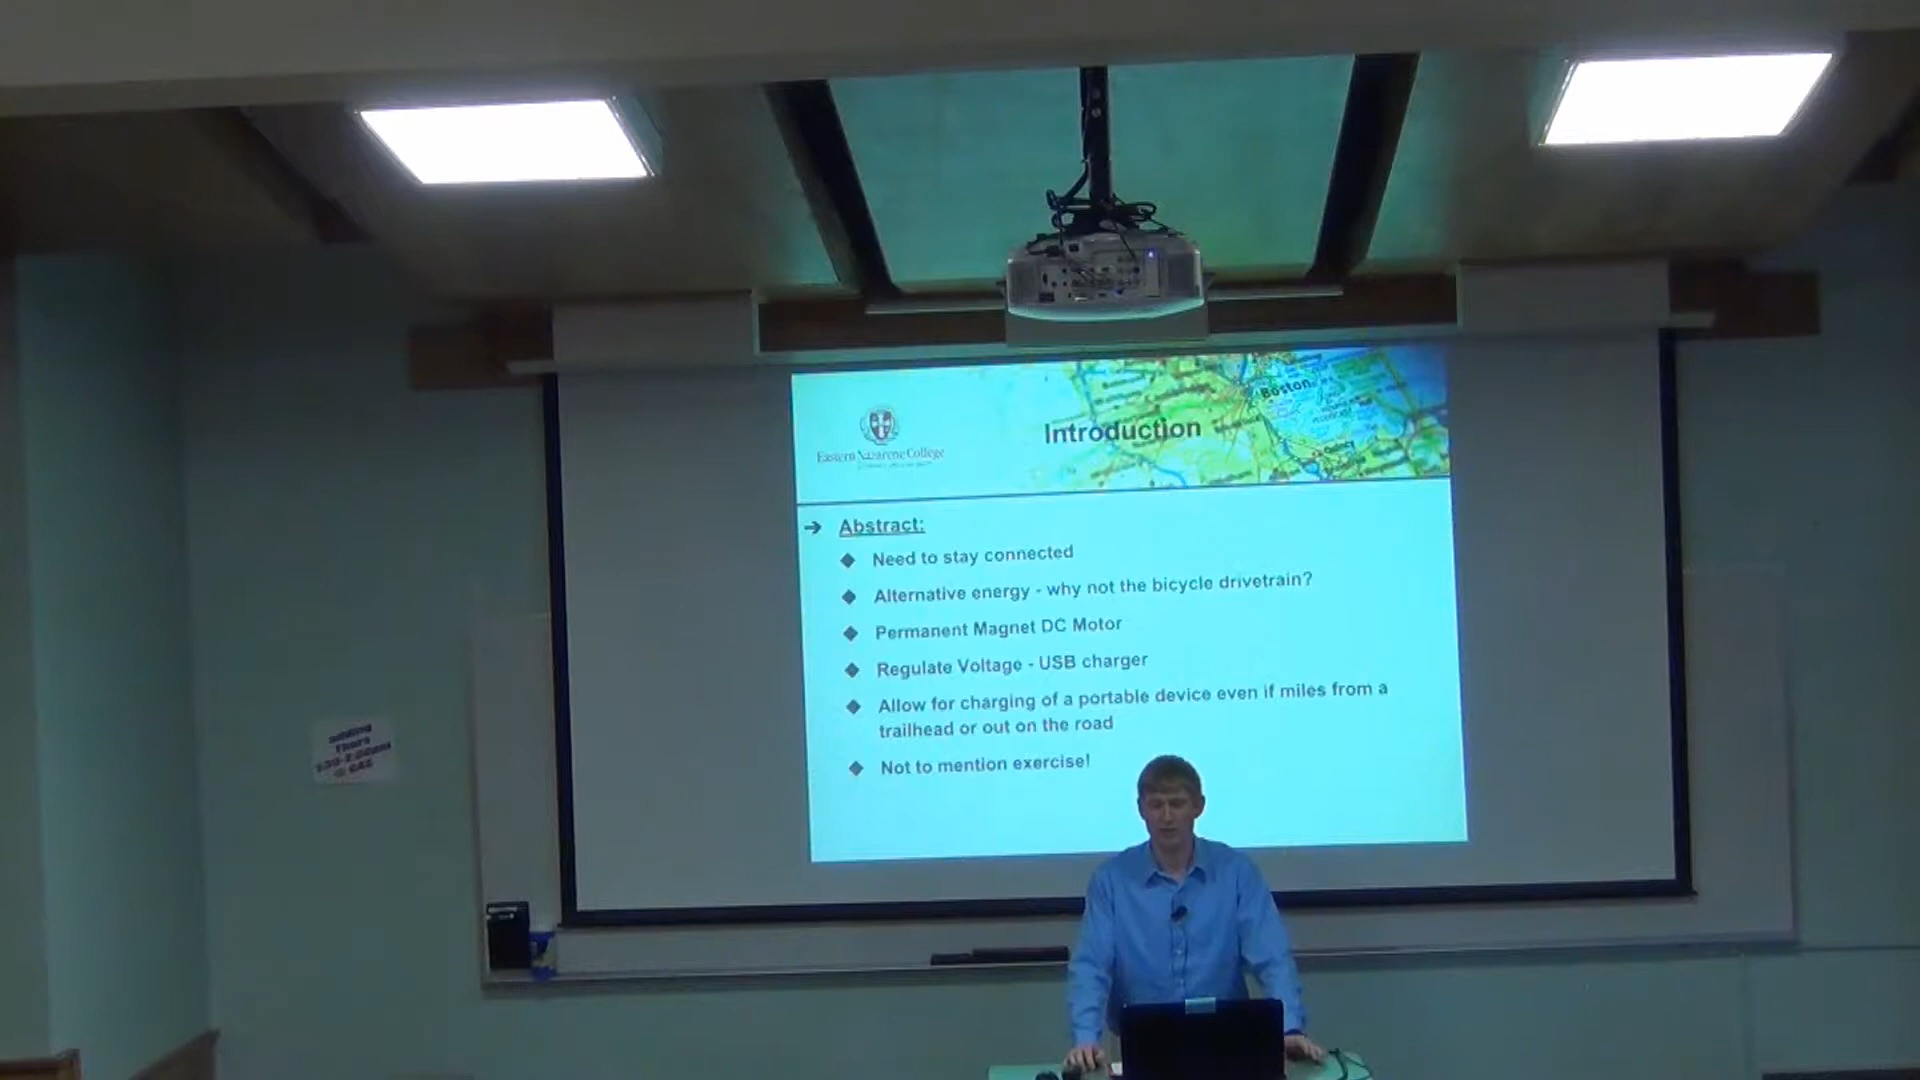 Boston
Introduction
Eastern Nazarene College
Quincy
➔ Abstract:
◆ Need to stay connected
◆ Alternative energy - why not the bicycle drivetrain?
◆ Permanent Magnet DC Motor
◆ Regulate Voltage - USB charger
◆ Allow for charging of a portable device even if miles from a
trailhead or out on the road
◆ Not to mention exercise!